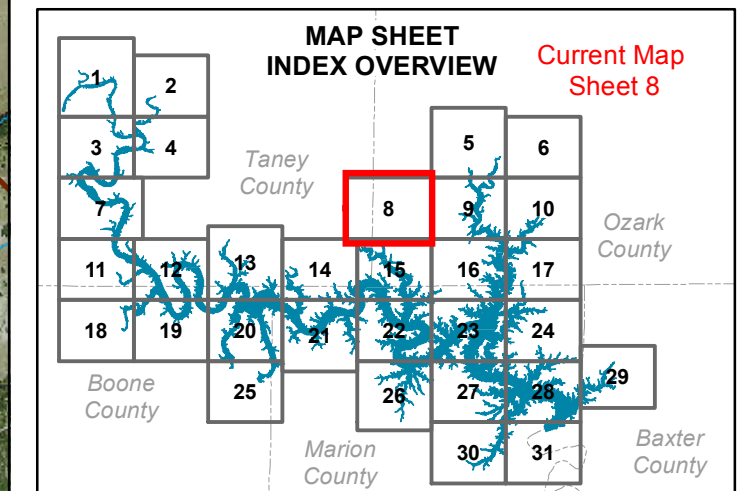 MAP SHEET
INDEX OVERVIEW
Current Map
Sheet 8
1
2
3
4
5
6
Taney
County
7
8
9
10
Ozark
County
11
12
13
14
15
16
17
18
19
20
21
22
23
24
Boone
County
25
26
27
28
29
Marion
County
30
31
Baxter
County